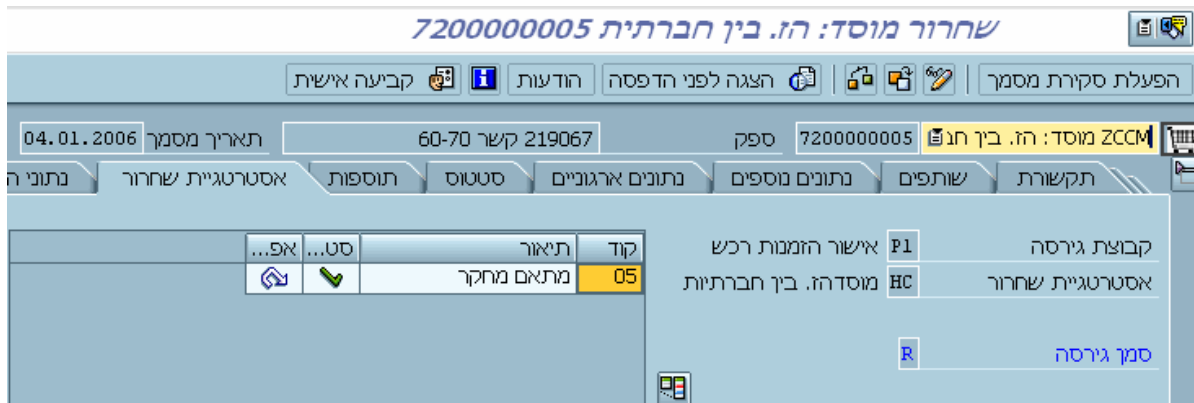 שחרור מוסד: הז. בין חברתית 7200000005
הפעלת סקירת מסמך הצגה לפני הדפסה הודעות קביעה אישית
ZCCM מוסד: הז. בין חב 7200000005 ספק 219067 קשר 60-70 תאריך מסמך 04.01.2006
תקשורת שותפים נתונים נוספים נתונים ארגוניים סטטוס תוספות אסטרטגיית שחרור נתוני ה
קבוצת גירסה P1 אישור הזמנות רכש
אסטרטגיית שחרור HC מוסדהז. בין חברתיות
סמן גירסה R
קוד תיאור סט... אפ...
05 מתאם מחקר